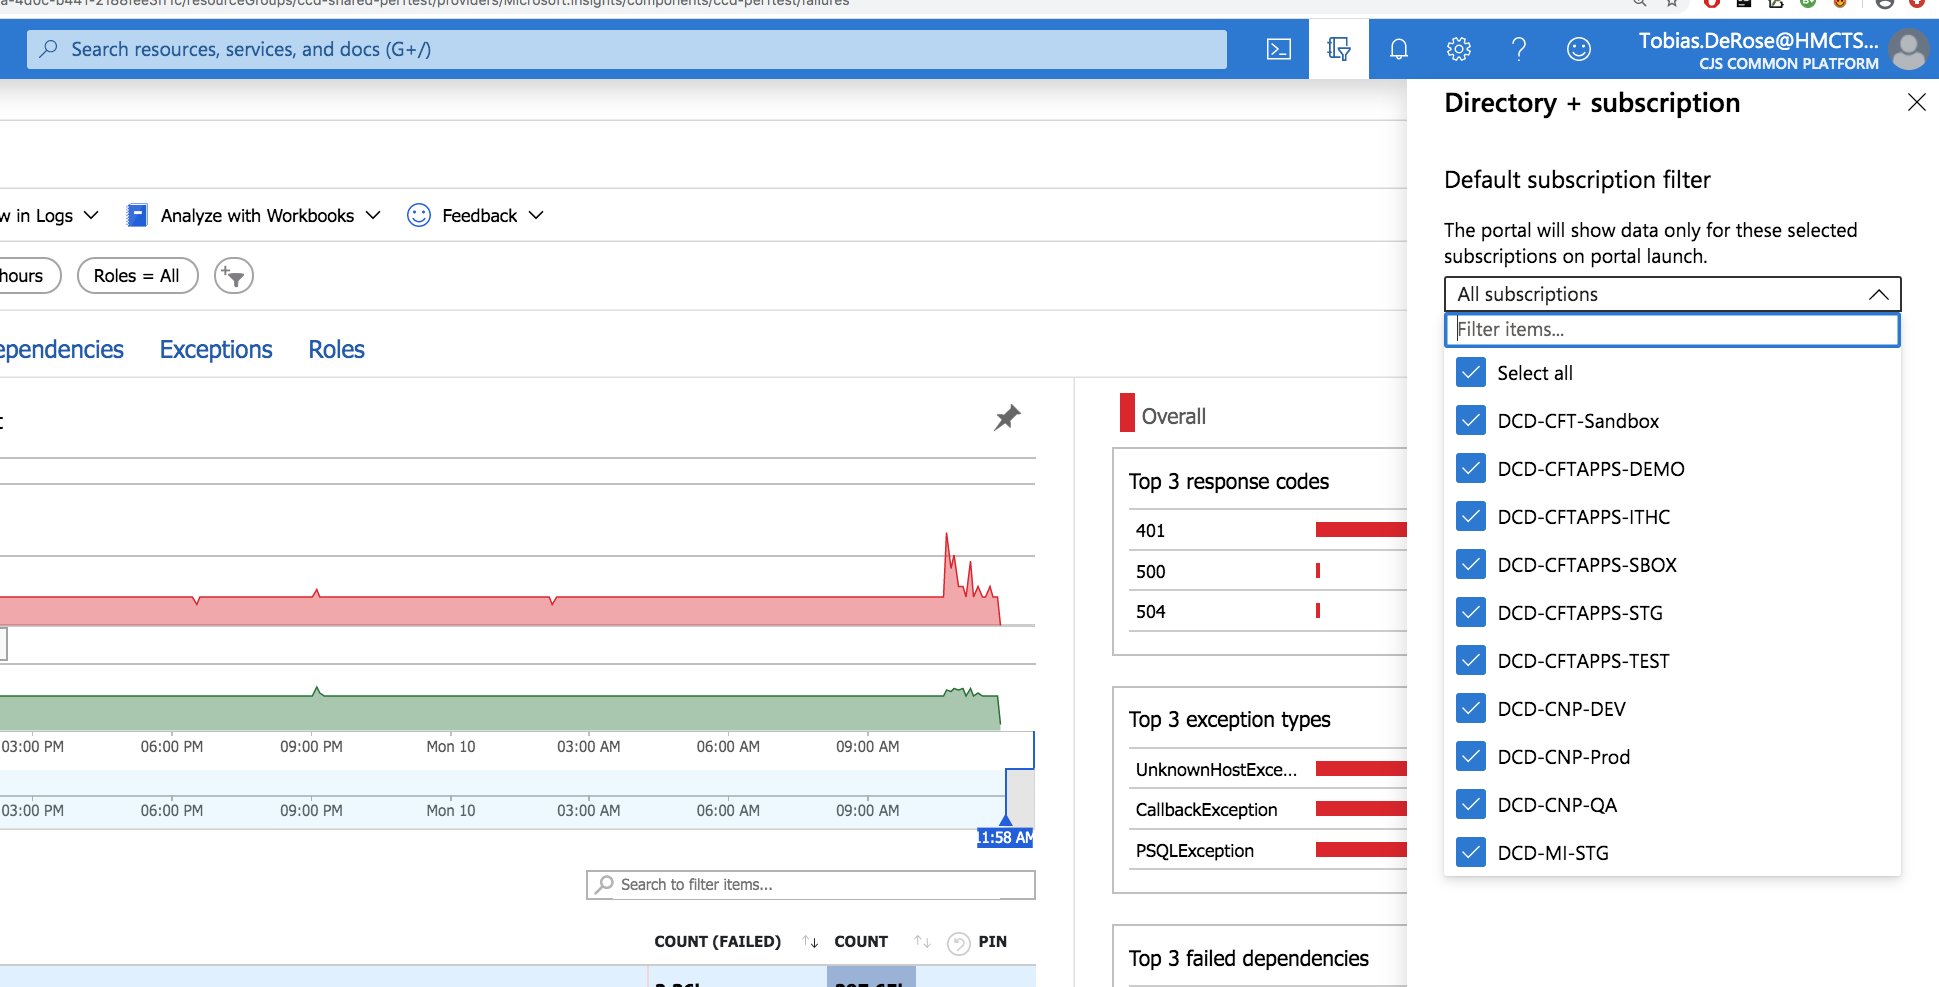 Search resources, services, and docs (G+/)
Tobias.DeRose@HMCTS...
CJS COMMON PLATFORM
Directory + subscription
Default subscription filter
The portal will show data only for these selected
subscriptions on portal launch.
All subscriptions
Filter items...
Select all
DCD-CFT-Sandbox
DCD-CFTAPPS-DEMO
DCD-CFTAPPS-ITHC
DCD-CFTAPPS-SBOX
DCD-CFTAPPS-STG
DCD-CFTAPPS-TEST
DCD-CNP-DEV
DCD-CNP-Prod
DCD-CNP-QA
DCD-MI-STG
w in Logs
Analyze with Workbooks
Feedback
hours
Roles = All
ependencies
Exceptions
Roles
Overall
Top 3 response codes
401
500
504
Top 3 exception types
UnknownHostExce...
CallbackException
PSQLException
Top 3 failed dependencies
03:00 PM 06:00 PM 09:00 PM Mon 10 03:00 AM 06:00 AM 09:00 AM
03:00 PM 06:00 PM 09:00 PM Mon 10 03:00 AM 06:00 AM 09:00 AM
11:58 AM
Search to filter items...
COUNT (FAILED) COUNT PIN